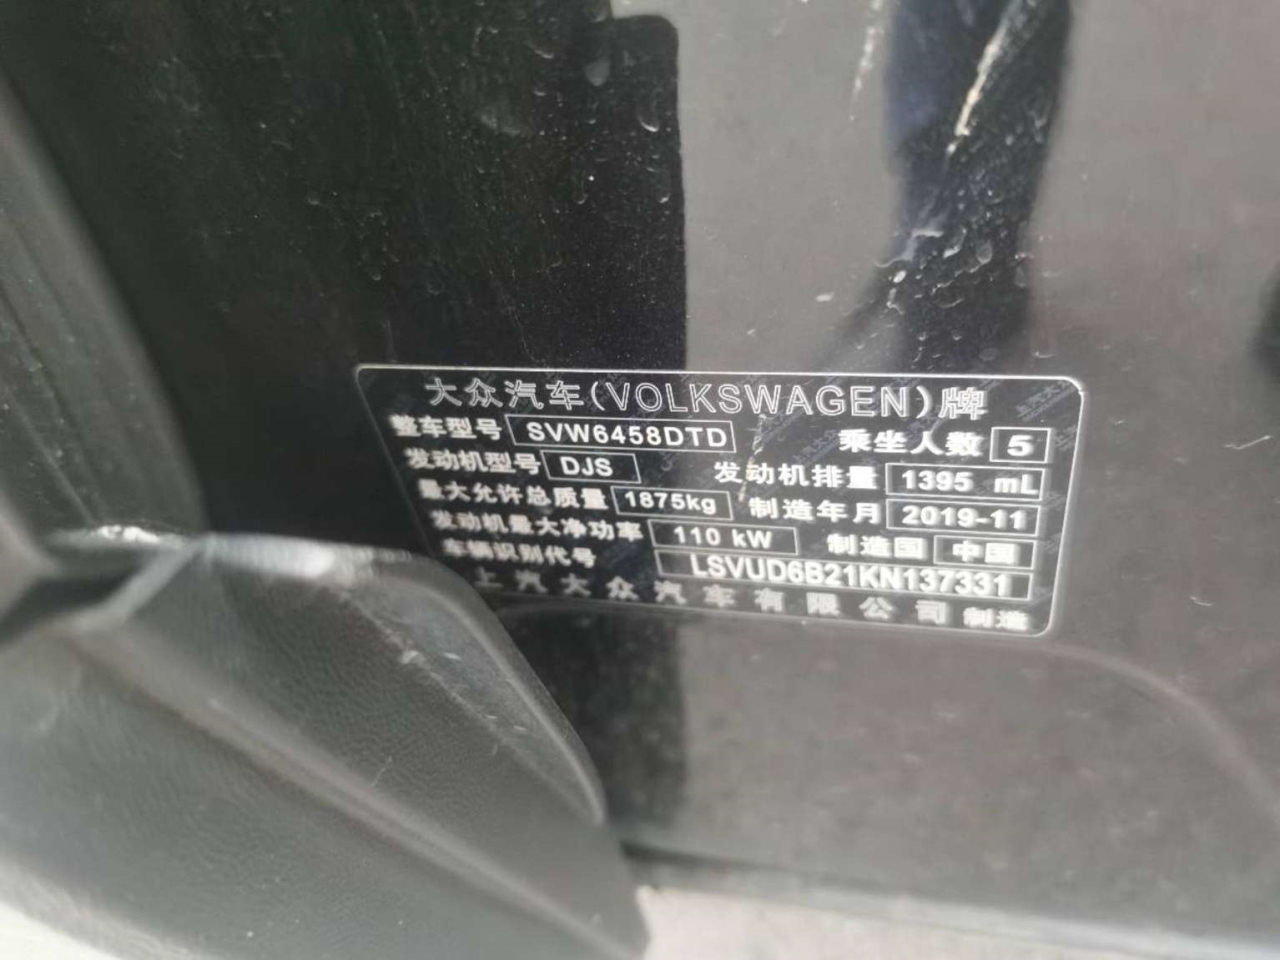 大众汽车(VOLKSWAGEN)牌
整车型号 SVW6458DTD 乘坐人数 5
发动机型号 DJS 发动机排量 1395 mL
最大允许总质量 1875kg 制造年月 2019-11
发动机最大净功率 110 kW 制造国 中国
车辆识别代号 LSVUD6B21KN137331
上汽大众汽车有限公司 制造